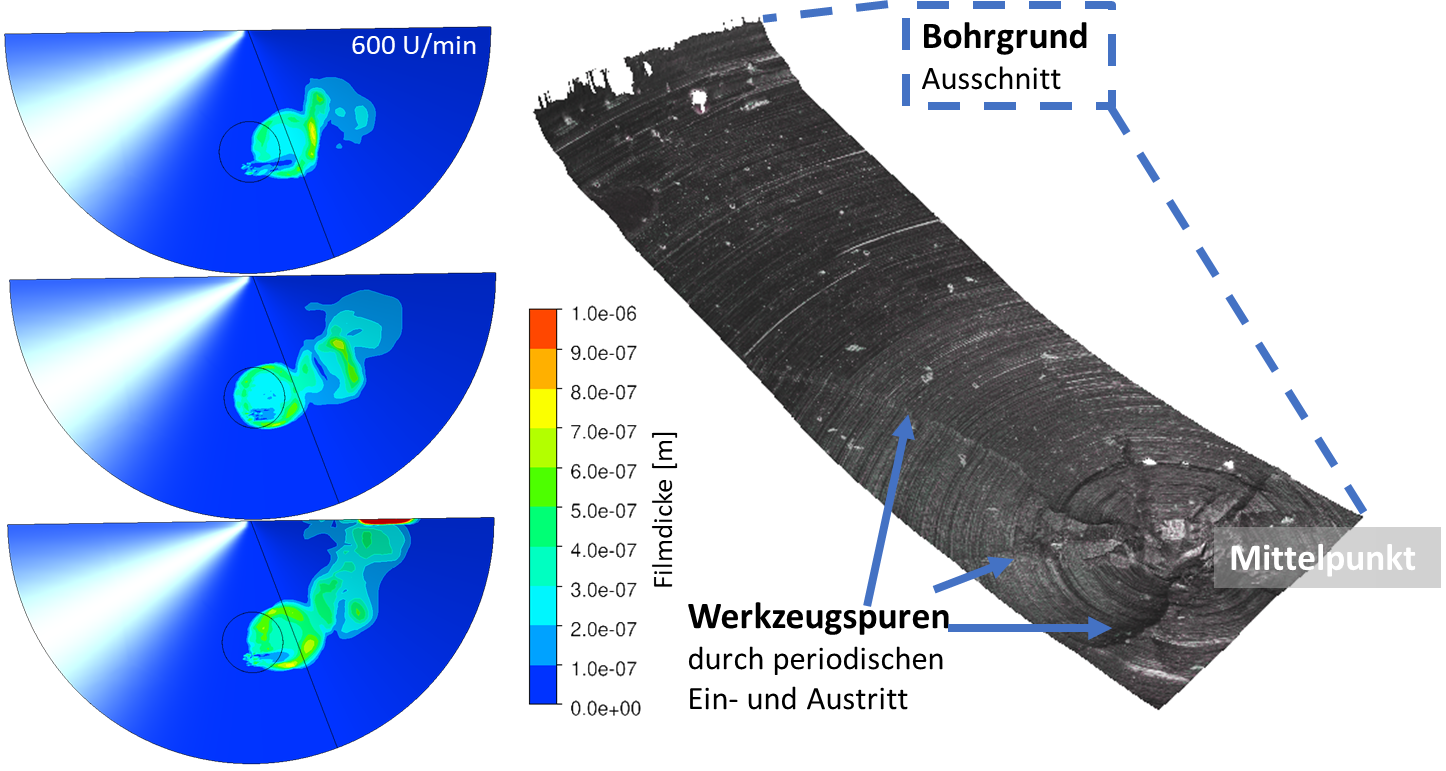 600 U/min
1.0e-06
9.0e-07
8.0e-07
7.0e-07
6.0e-07
5.0e-07
4.0e-07
3.0e-07
2.0e-07
1.0e-07
0.0e+00
Filmdicke [m]
Bohrgrund
Ausschnitt
Mittelpunkt
Werkzeugspuren
durch periodischen
Ein- und Austritt